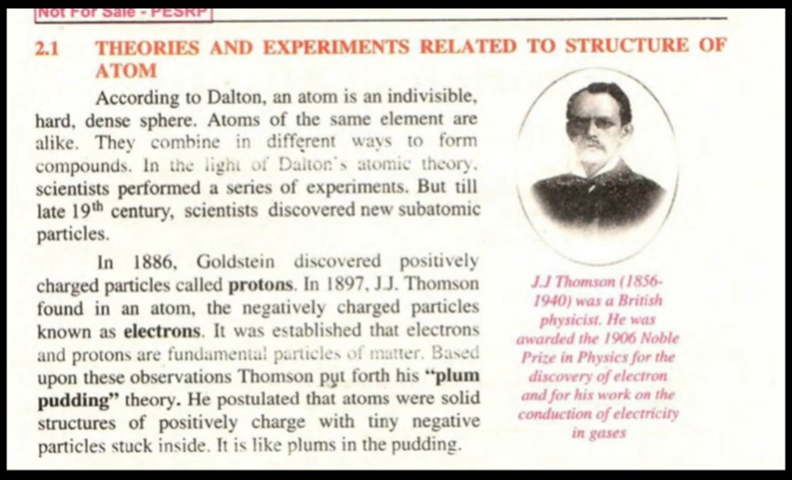 Not For Sale - PESRP
2.1 THEORIES AND EXPERIMENTS RELATED TO STRUCTURE OF
ATOM
According to Dalton, an atom is an indivisible,
hard, dense sphere. Atoms of the same element are
alike. They combine in different ways to form
compounds. In the light of Dalton's atomic theory,
scientists performed a series of experiments. But till
late 19th century, scientists discovered new subatomic
particles.
In 1886, Goldstein discovered positively
charged particles called protons. In 1897, J.J. Thomson
found in an atom, the negatively charged particles
known as electrons. It was established that electrons
and protons are fundamental particles of matter. Based
upon these observations Thomson put forth his “plum
pudding” theory. He postulated that atoms were solid
structures of positively charge with tiny negative
particles stuck inside. It is like plums in the pudding.
J.J Thomson (1856-
1940) was a British
physicist. He was
awarded the 1906 Noble
Prize in Physics for the
discovery of electron
and for his work on the
conduction of electricity
in gases